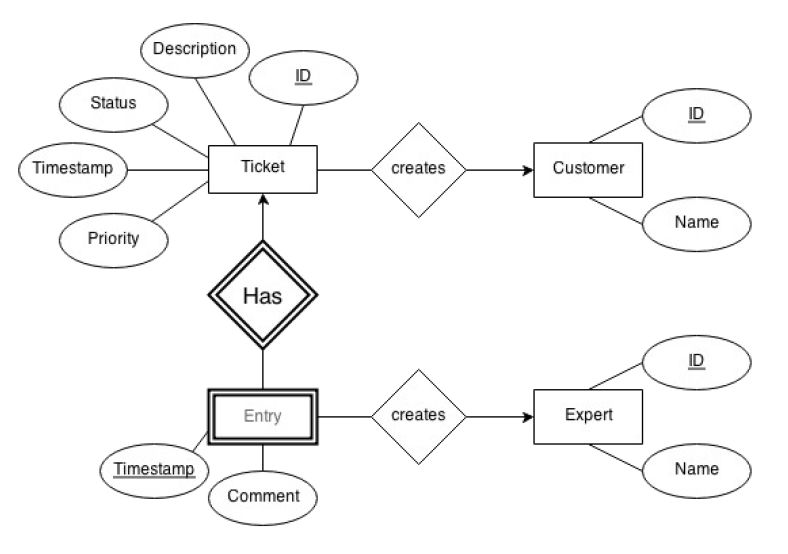 Description
ID
Status
Timestamp
Ticket
creates
Customer
ID
Name
Priority
Has
Entry
creates
Expert
ID
Name
Timestamp
Comment